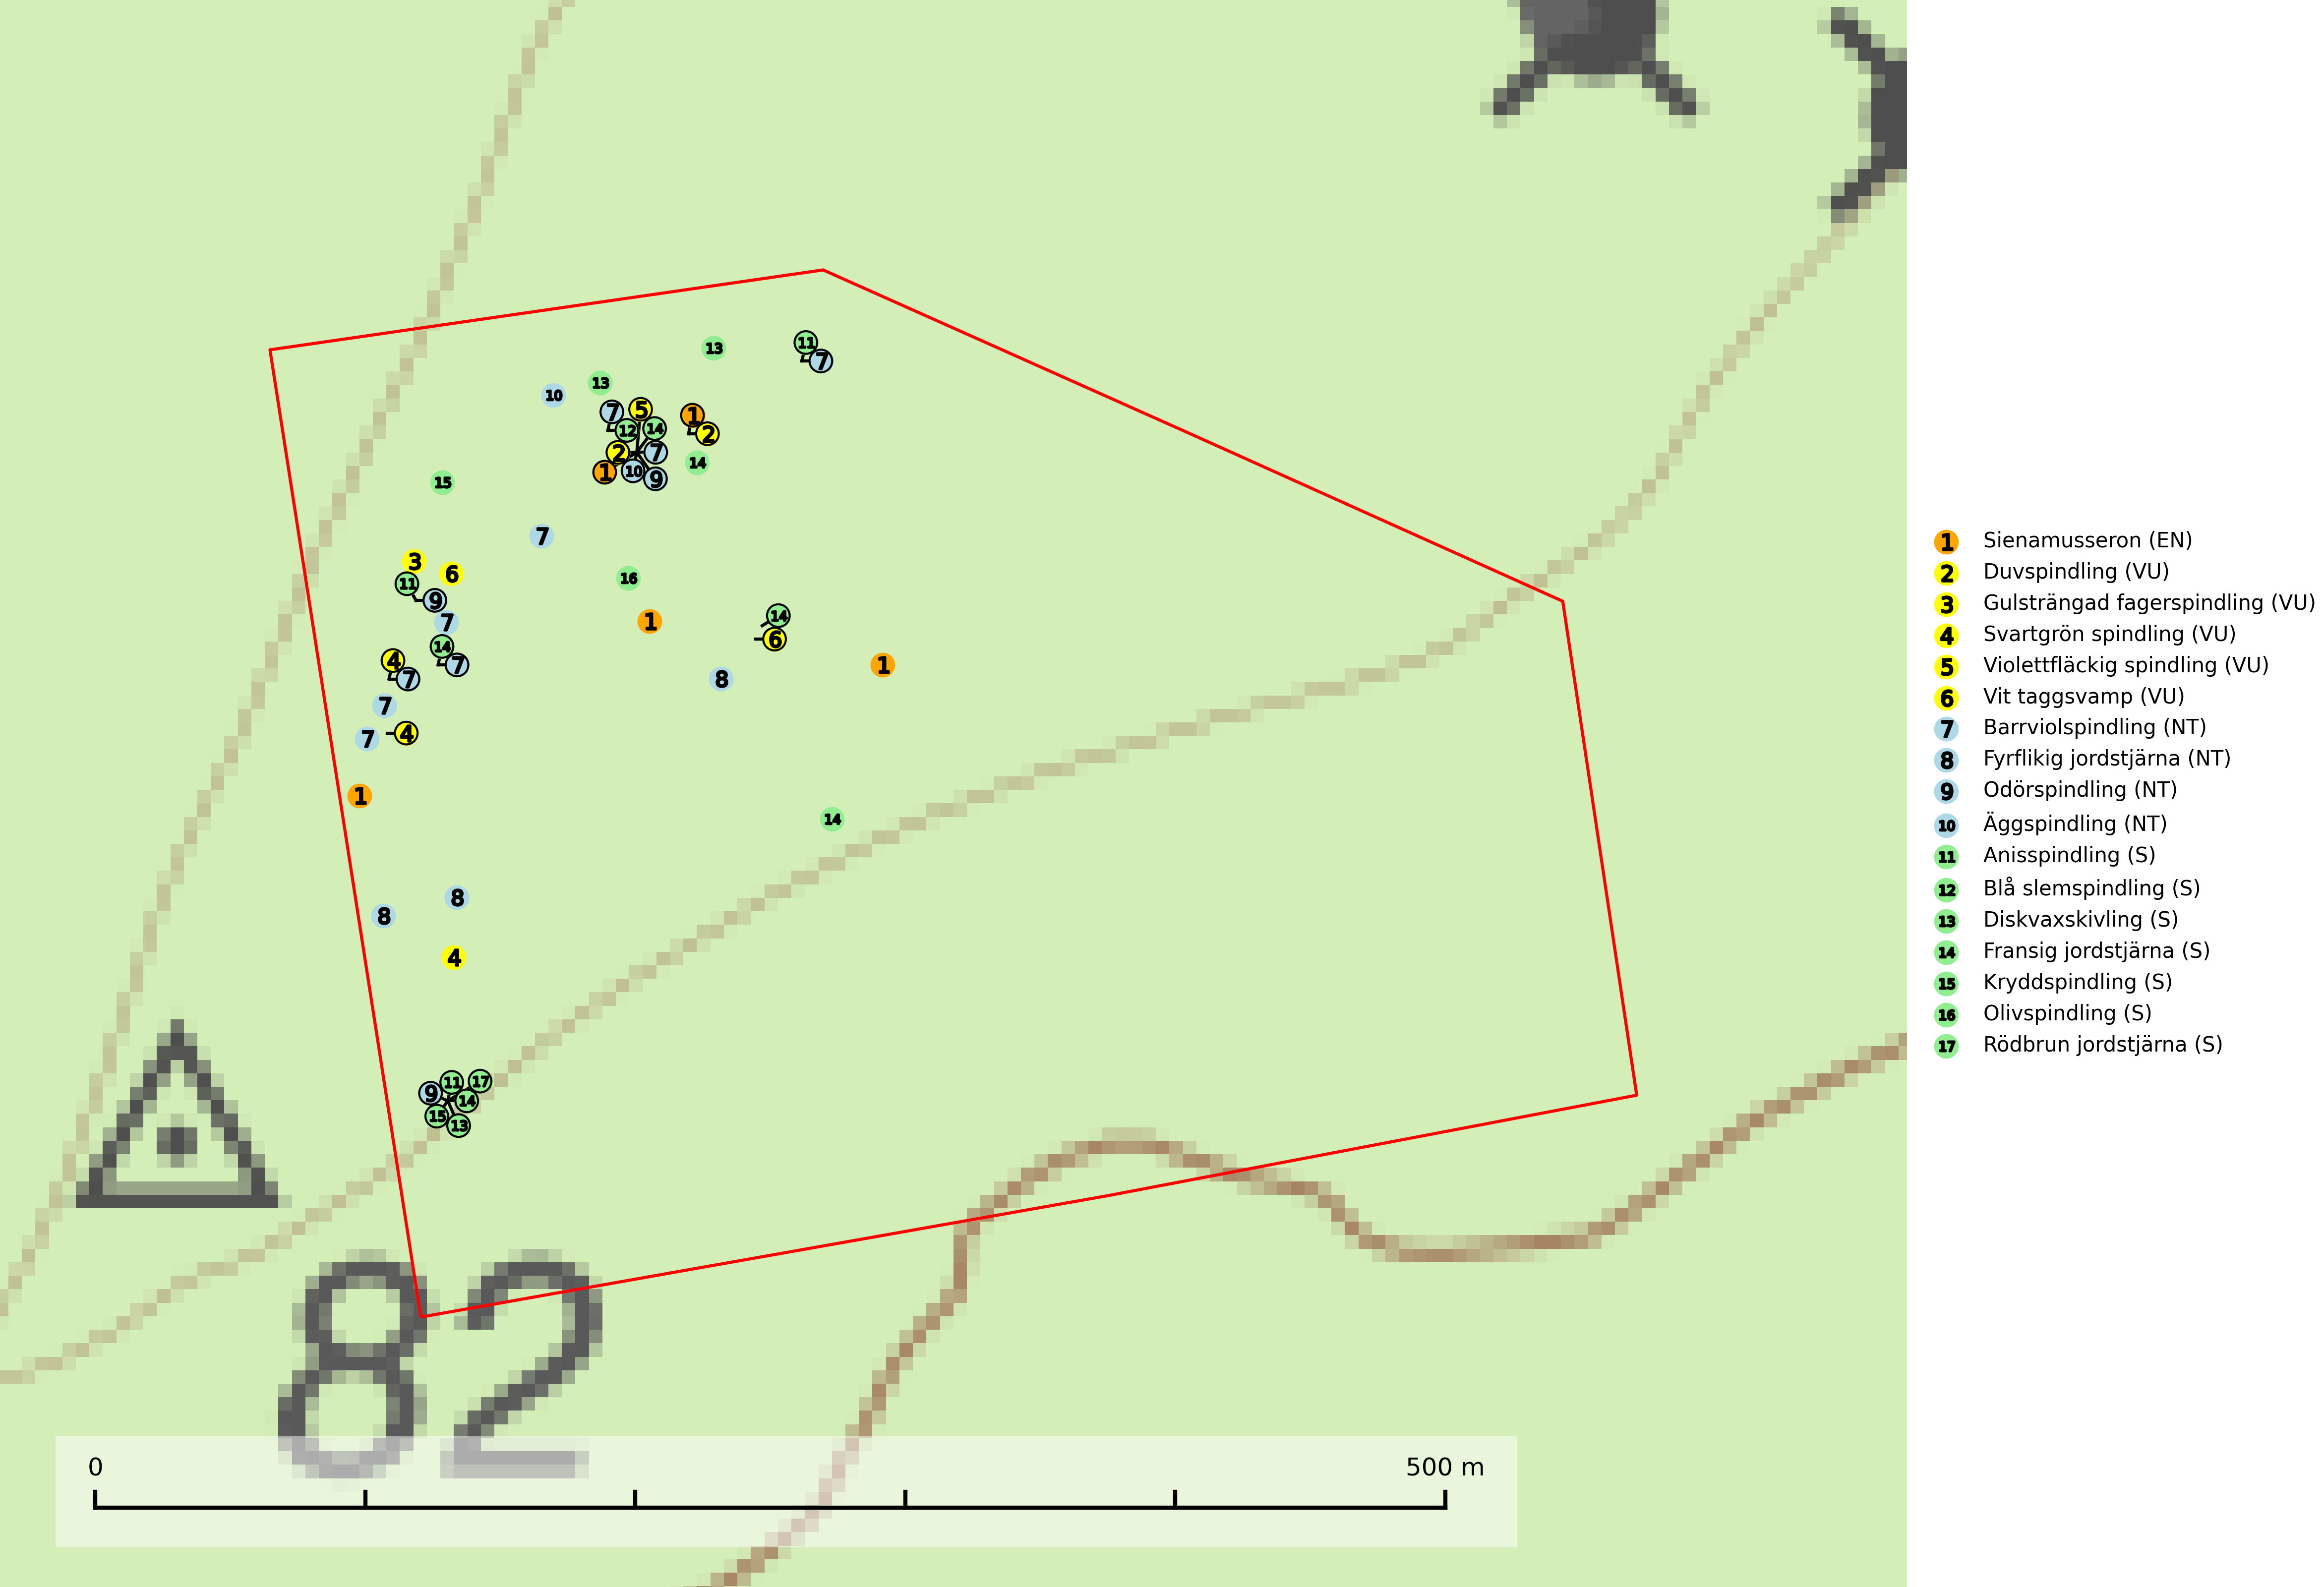 13
11
7
10
13
7
5
1
12
14
2
2
7
14
1
10
9
15
7
3
6
16
11
9
7
1
14
14
6
4
7
7
8
1
7
7
4
1
14
8
8
4
9
11
17
14
15
13
82
0
500 m
1 Sienamusseron (EN)
2 Duvspindling (VU)
3 Gulsträngad fagerspindling (VU)
4 Svartgrön spindling (VU)
5 Violettfläckig spindling (VU)
6 Vit taggsvamp (VU)
7 Barrviolspindling (NT)
8 Fyrflikig jordstjärna (NT)
9 Odörspindling (NT)
10 Äggspindling (NT)
11 Anisspindling (S)
12 Blå slemspindling (S)
13 Diskvaxskivling (S)
14 Fransig jordstjärna (S)
15 Kryddspindling (S)
16 Olivspindling (S)
17 Rödbrun jordstjärna (S)